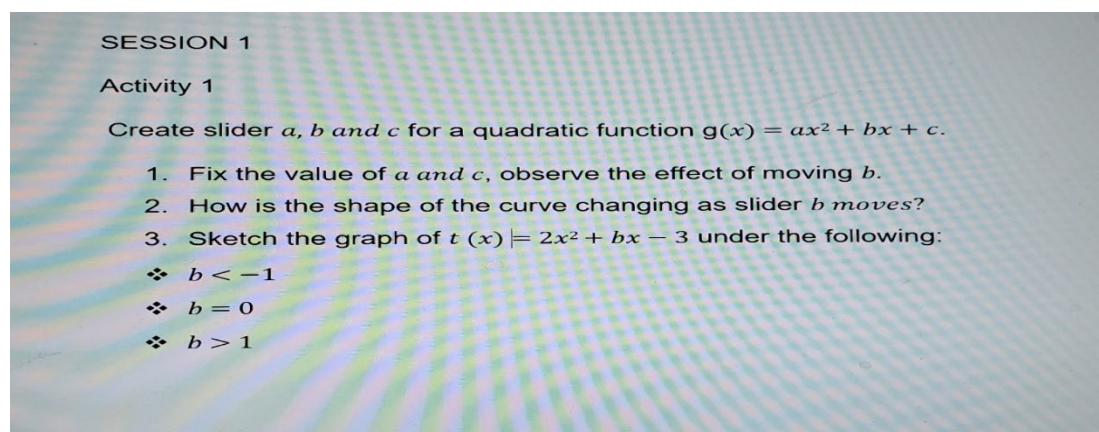 SESSION 1
Activity 1
Create slider a, b and c for a quadratic function g(x) = ax² + bx + c.
1. Fix the value of a and c, observe the effect of moving b.
2. How is the shape of the curve changing as slider b moves?
3. Sketch the graph of t (x) = 2x² + bx − 3 under the following:
❖ b < −1
❖ b = 0
❖ b > 1